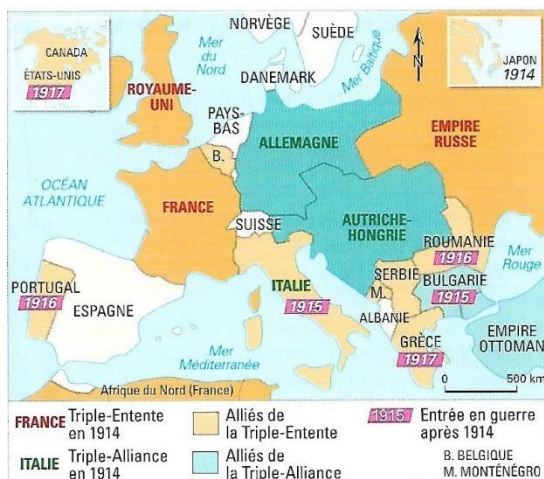 CANADA
ÉTATS-UNIS
1917
NORVÈGE
SUÈDE
Mer
du
Nord
Mer Baltique
N
JAPON
1914
DANEMARK
ROYAUME-
UNI
PAYS-
BAS
ALLEMAGNE
EMPIRE
RUSSE
B.
OCÉAN
ATLANTIQUE
FRANCE
AUTRICHE-
HONGRIE
SUISSE
ROUMANIE
1916
Mer
Rouge
PORTUGAL
1916
ESPAGNE
ITALIE
1915
SERBIE
M.
BULGARIE
1915
ALBANIE
GRÈCE
1917
EMPIRE
OTTOMAN
Mer
Méditerranée
Afrique du Nord (France)
0 500 km
FRANCE Triple-Entente
en 1914
Alliés de
la Triple-Entente
1915 Entrée en guerre
après 1914
ITALIE Triple-Alliance
en 1914
Alliés de
la Triple-Alliance
B. BELGIQUE
M. MONTÉNÉGRO